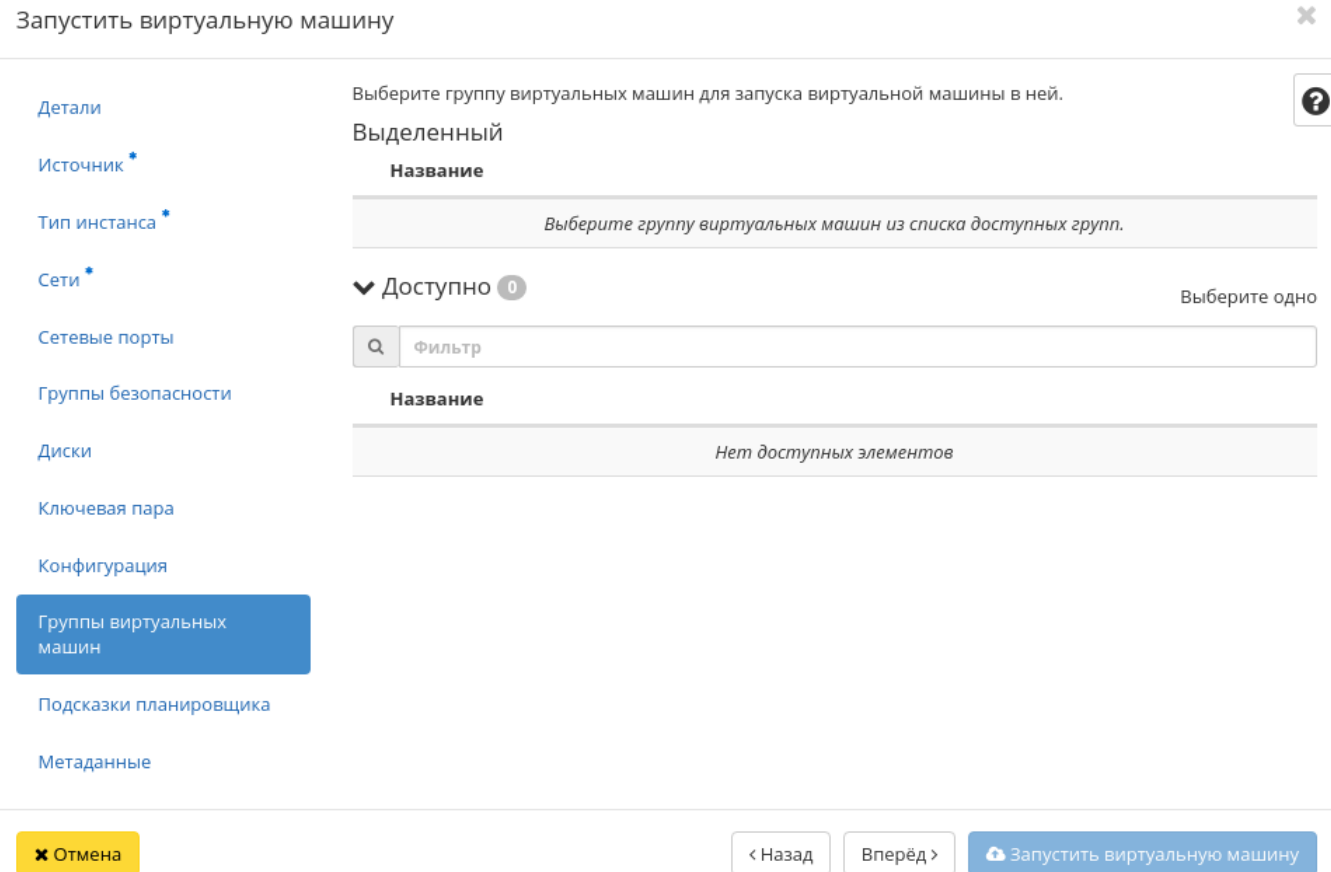 Запустить виртуальную машину
Детали
Источник *
Тип инстанса *
Сети *
Сетевые порты
Группы безопасности
Диски
Ключевая пара
Конфигурация
Группы виртуальных
машин
Подсказки планировщика
Метаданные
Выберите группу виртуальных машин для запуска виртуальной машины в ней.
Выделенный
Название
Выберите группу виртуальных машин из списка доступных групп.
Доступно 0
Выберите одно
Фильтр
Название
Нет доступных элементов
Отмена
< Назад
Вперёд >
Запустить виртуальную машину